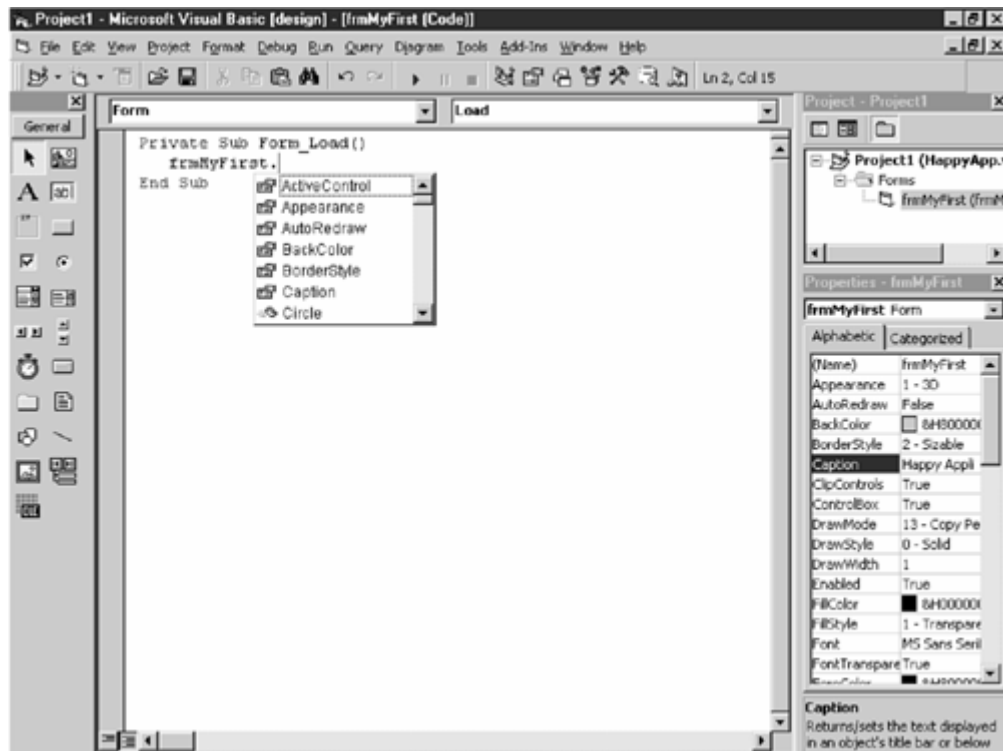 Project1 - Microsoft Visual Basic [design] - [frmMyFirst (Code)]
File Edit View Project Format Debug Run Query Diagram Tools Add-Ins Window Help
Ln 2, Col 15
General
Form
Load
Private Sub Form_Load()
frmMyFirst.
End Sub
ActiveControl
Appearance
AutoRedraw
BackColor
BorderStyle
Caption
Circle
Project - Project1
Project1 (HappyApp.
Forms
frmMyFirst (frmM
Properties - frmMyFirst
frmMyFirst Form
Alphabetic Categorized
(Name) frmMyFirst
Appearance 1 - 3D
AutoRedraw False
BackColor &H800000
BorderStyle 2 - Sizable
Caption Happy Appli
ClipControls True
ControlBox True
DrawMode 13 - Copy Pe
DrawStyle 0 - Solid
DrawWidth 1
Enabled True
FillColor &H000000
FillStyle 1 - Transpare
Font MS Sans Seri
FontTranspare True
Caption
Returns/sets the text displayed
in an object's title bar or below